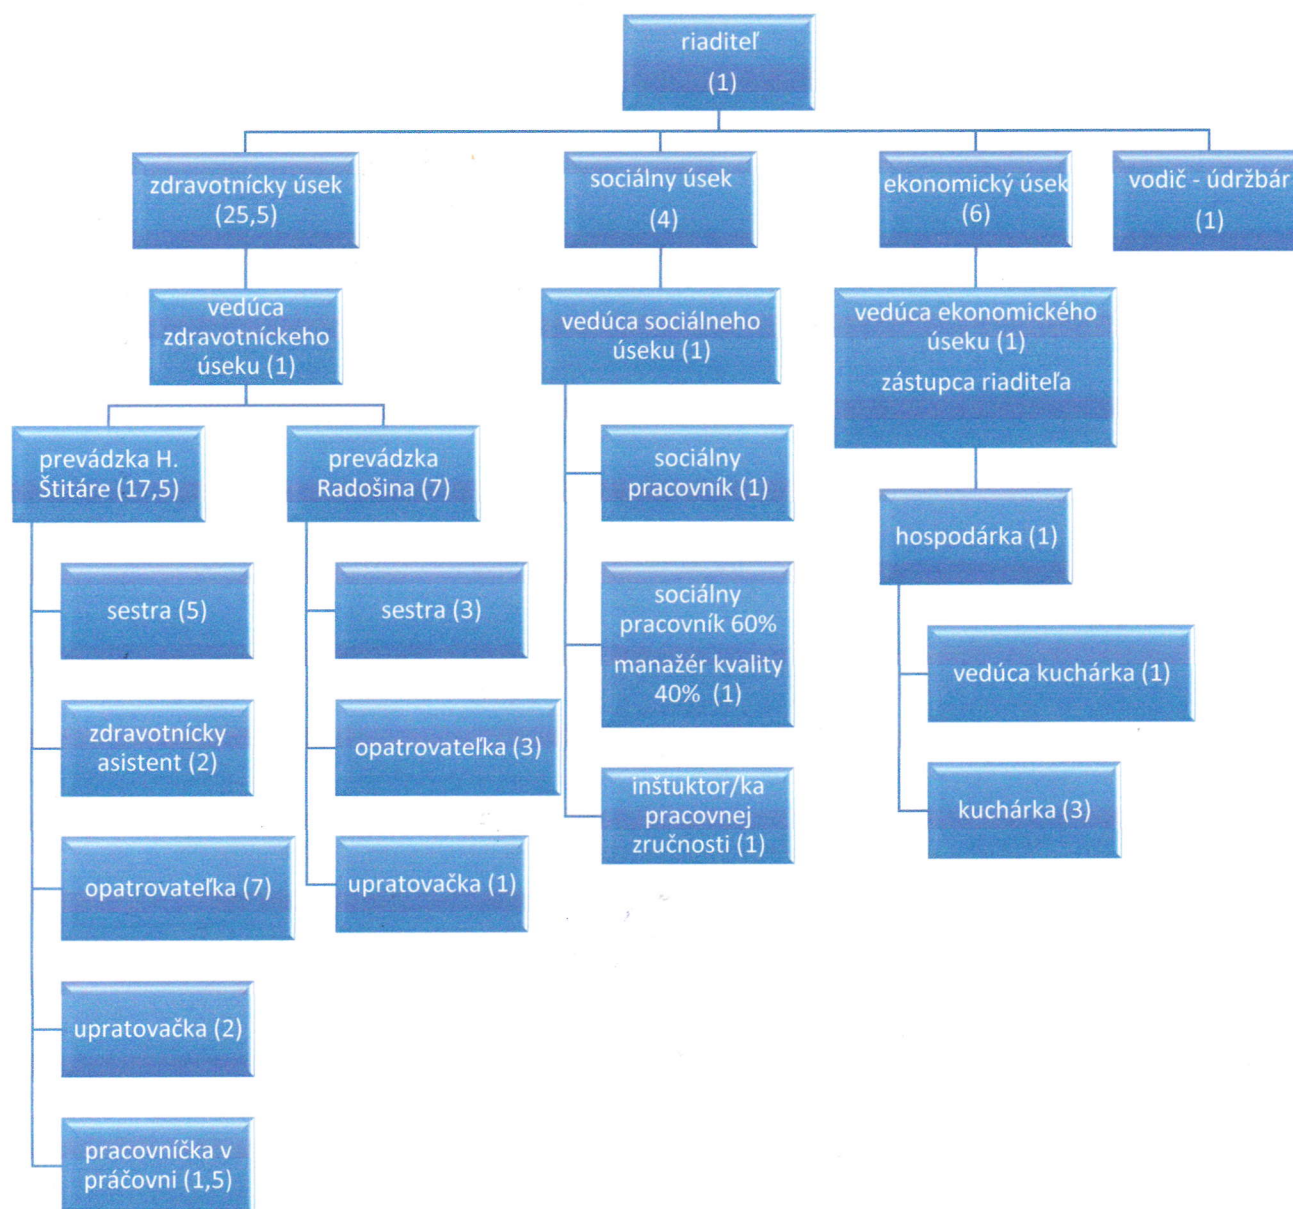 riaditeľ
(1)
zdravotnícky úsek
(25,5)
sociálny úsek
(4)
ekonomický úsek
(6)
vodič - údržbár
(1)
vedúca
zdravotníckeho
úseku (1)
vedúca sociálneho
úseku (1)
vedúca ekonomického
úseku (1)
zástupca riaditeľa
prevádzka H.
Štitáre (17,5)
prevádzka
Radošina (7)
sociálny
pracovník (1)
hospodárka (1)
sestra (5)
sestra (3)
sociálny
pracovník 60%
manažér kvality
40%  (1)
vedúca kuchárka (1)
zdravotnícky
asistent (2)
opatrovateľka (3)
inštuktor/ka
pracovnej
zručnosti (1)
kuchárka (3)
opatrovateľka (7)
upratovačka (1)
upratovačka (2)
pracovníčka v
práčovni (1,5)